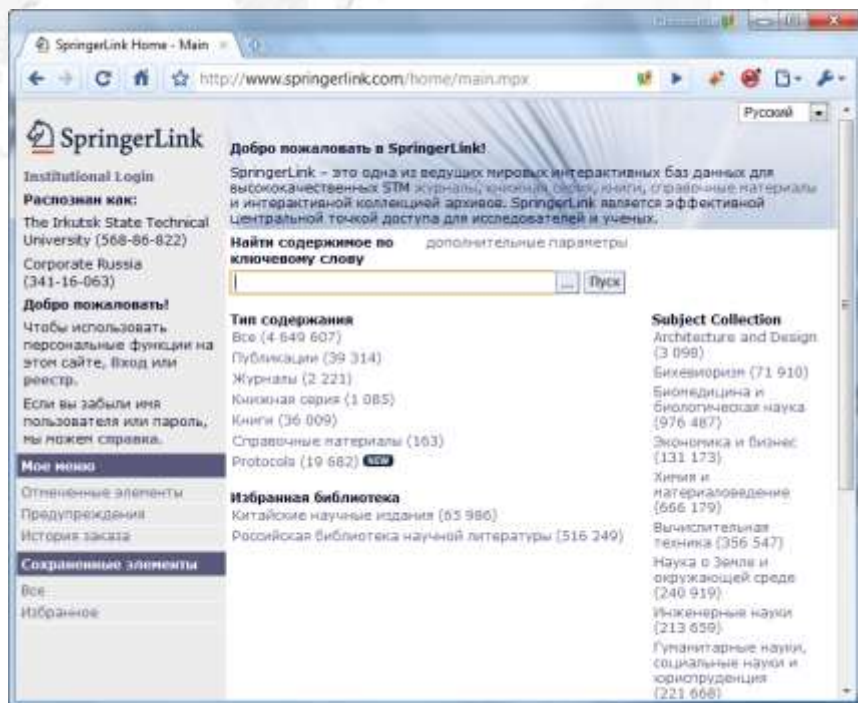 SpringerLink Home - Main
http://www.springerlink.com/home/main.mpx
Русский
SpringerLink
Institutional Login
Распознан как:
The Irkutsk State Technical
University (568-86-822)
Corporate Russia
(341-16-063)
Добро пожаловать!
Чтобы использовать
персональные функции на
этом сайте, Вход или
реестр.
Если вы забыли имя
пользователя или пароль,
мы можем справка.
Мое меню
Отмеченные элементы
Предупреждения
История заказа
Сохраненные элементы
Все
Избранное
Добро пожаловать в SpringerLink!
SpringerLink – это одна из ведущих мировых интерактивных баз данных для
высококачественных STM журналы, книжная серия, книги, справочные материалы
и интерактивной коллекцией архивов. SpringerLink является эффективной
центральной точкой доступа для исследователей и ученых.
Найти содержимое по дополнительные параметры
ключевому слову
... Пуск
Тип содержания
Все (4 649 607)
Публикации (39 314)
Журналы (2 221)
Книжная серия (1 085)
Книги (36 009)
Справочные материалы (163)
Protocols (19 682) NEW
Избранная библиотека
Китайские научные издания (65 986)
Российская библиотека научной литературы (516 249)
Subject Collection
Architecture and Design
(3 098)
Бихевиоризм (71 910)
Биомедицина и
биологическая наука
(976 487)
Экономика и бизнес
(131 173)
Химия и
материаловедение
(666 179)
Вычислительная
техника (356 547)
Наука о Земле и
окружающей среде
(240 919)
Инженерные науки
(213 659)
Гуманитарные науки,
социальные науки и
юриспруденция
(221 668)